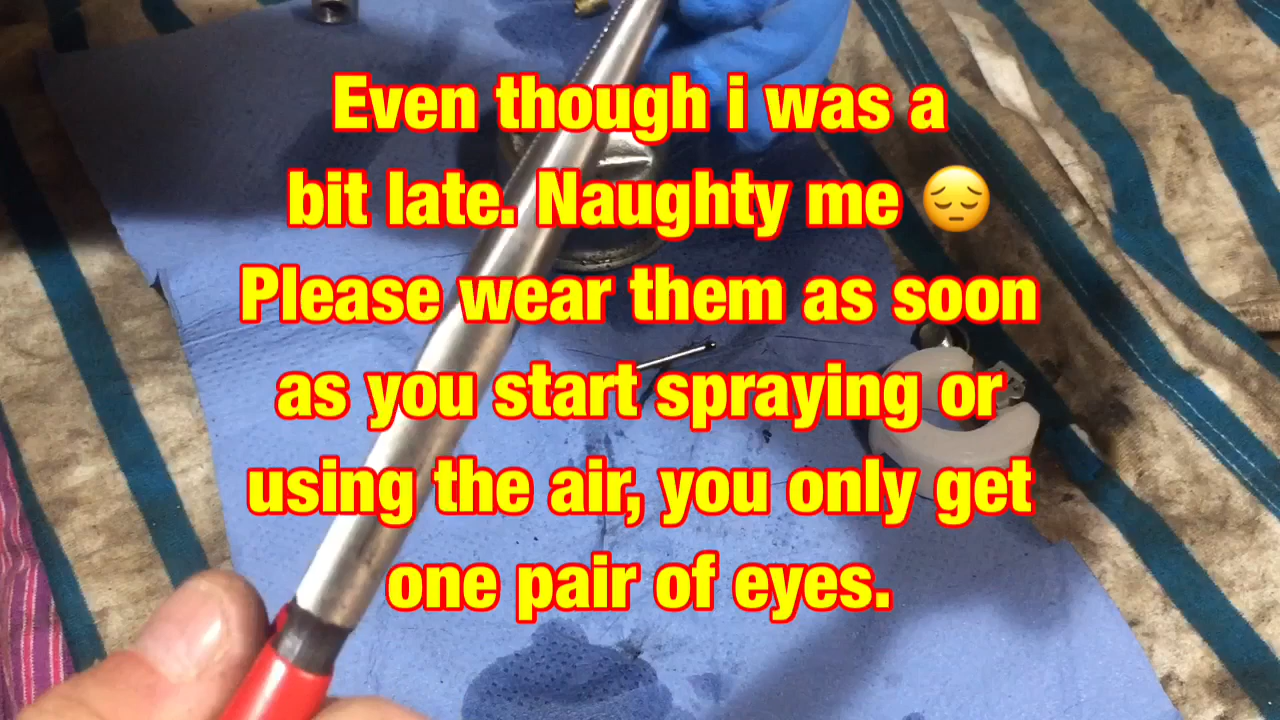 Even though i was a
bit late. Naughty me 😔
Please wear them as soon
as you start spraying or
using the air, you only get
one pair of eyes.